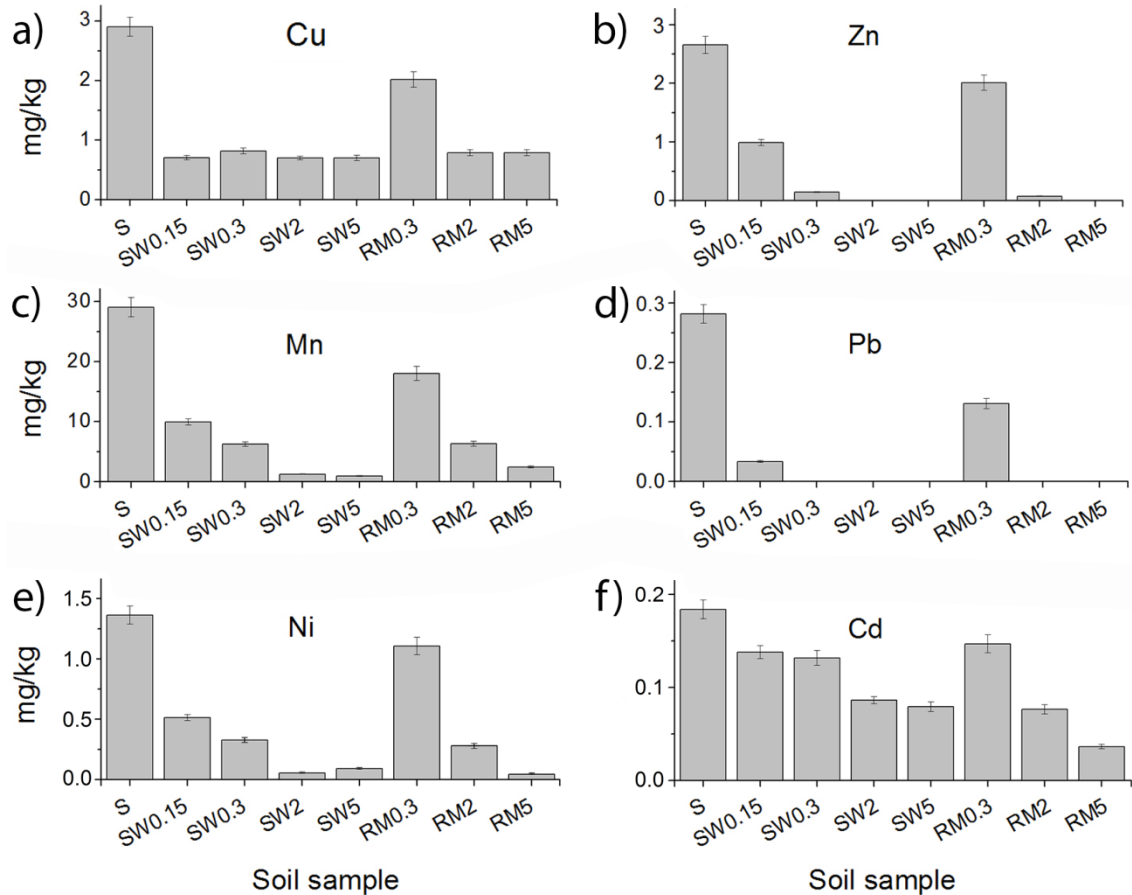 a)
Cu
mg/kg
3
2
1
0
S
SW0.15
SW0.3
SW2
SW5
RM0.3
RM2
RM5
b)
Zn
3
2
1
0
S
SW0.15
SW0.3
SW2
SW5
RM0.3
RM2
RM5
c)
Mn
mg/kg
30
20
10
0
S
SW0.15
SW0.3
SW2
SW5
RM0.3
RM2
RM5
d)
Pb
0.3
0.2
0.1
0.0
S
SW0.15
SW0.3
SW2
SW5
RM0.3
RM2
RM5
e)
Ni
mg/kg
1.5
1.0
0.5
0.0
S
SW0.15
SW0.3
SW2
SW5
RM0.3
RM2
RM5
Soil sample
f)
Cd
0.2
0.1
0.0
S
SW0.15
SW0.3
SW2
SW5
RM0.3
RM2
RM5
Soil sample